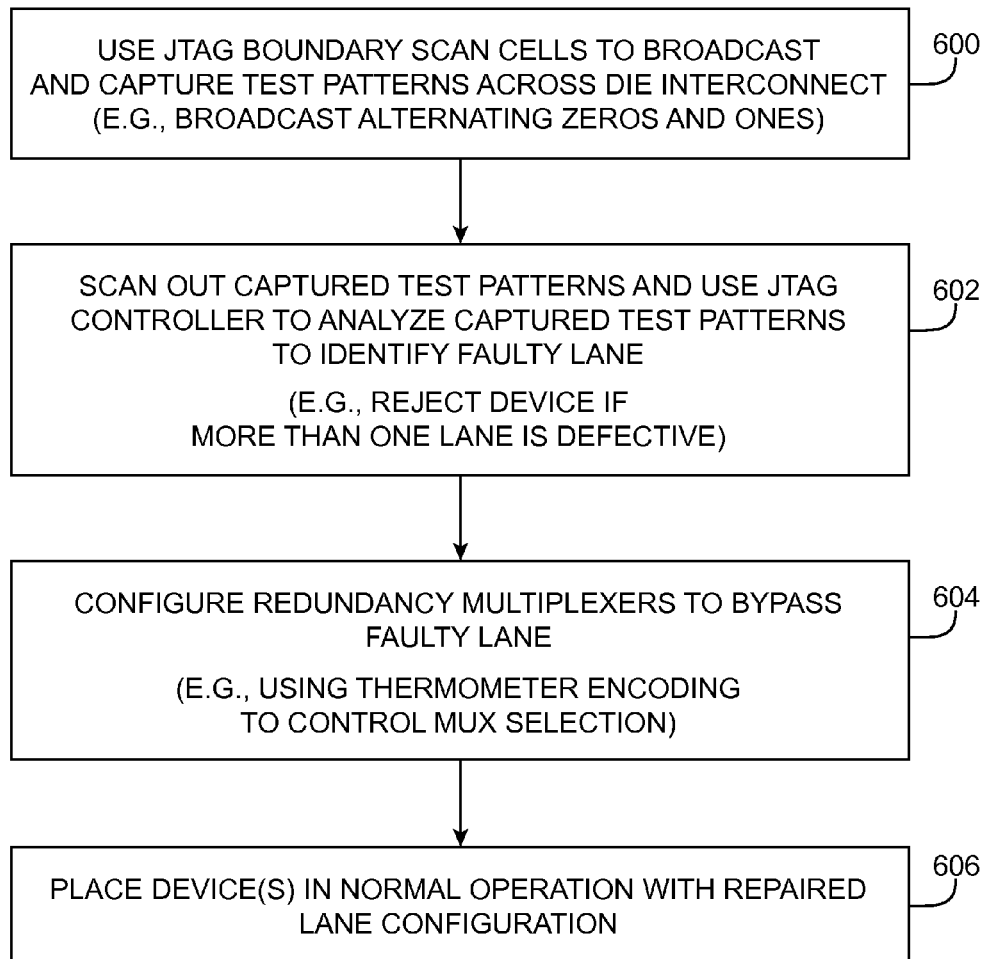 USE JTAG BOUNDARY SCAN CELLS TO BROADCAST
AND CAPTURE TEST PATTERNS ACROSS DIE INTERCONNECT
(E.G., BROADCAST ALTERNATING ZEROS AND ONES)
600
SCAN OUT CAPTURED TEST PATTERNS AND USE JTAG
CONTROLLER TO ANALYZE CAPTURED TEST PATTERNS
TO IDENTIFY FAULTY LANE
(E.G., REJECT DEVICE IF
MORE THAN ONE LANE IS DEFECTIVE)
602
CONFIGURE REDUNDANCY MULTIPLEXERS TO BYPASS
FAULTY LANE
(E.G., USING THERMOMETER ENCODING
TO CONTROL MUX SELECTION)
604
PLACE DEVICE(S) IN NORMAL OPERATION WITH REPAIRED
LANE CONFIGURATION
606